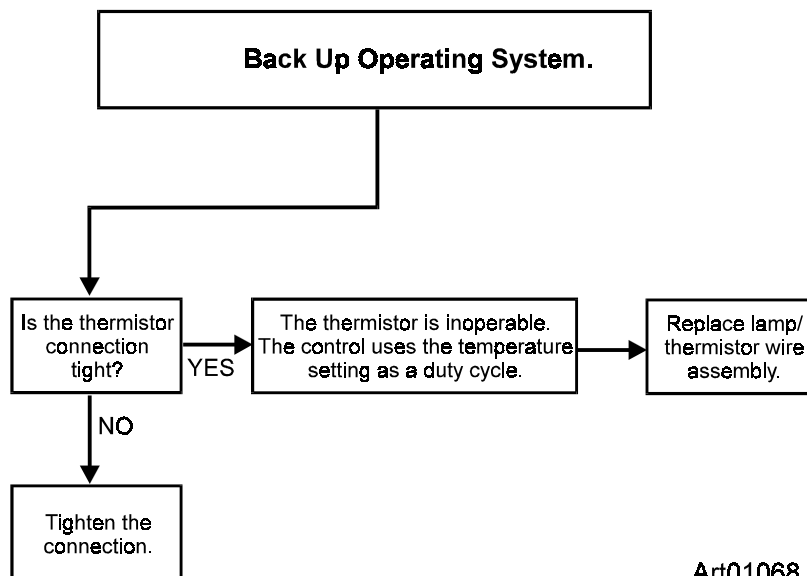 Back Up Operating System.
Is the thermistor
connection
tight?
YES
The thermistor is inoperable.
The control uses the temperature
setting as a duty cycle.
Replace lamp/
thermistor wire
assembly.
NO
Tighten the
connection.
Art01068